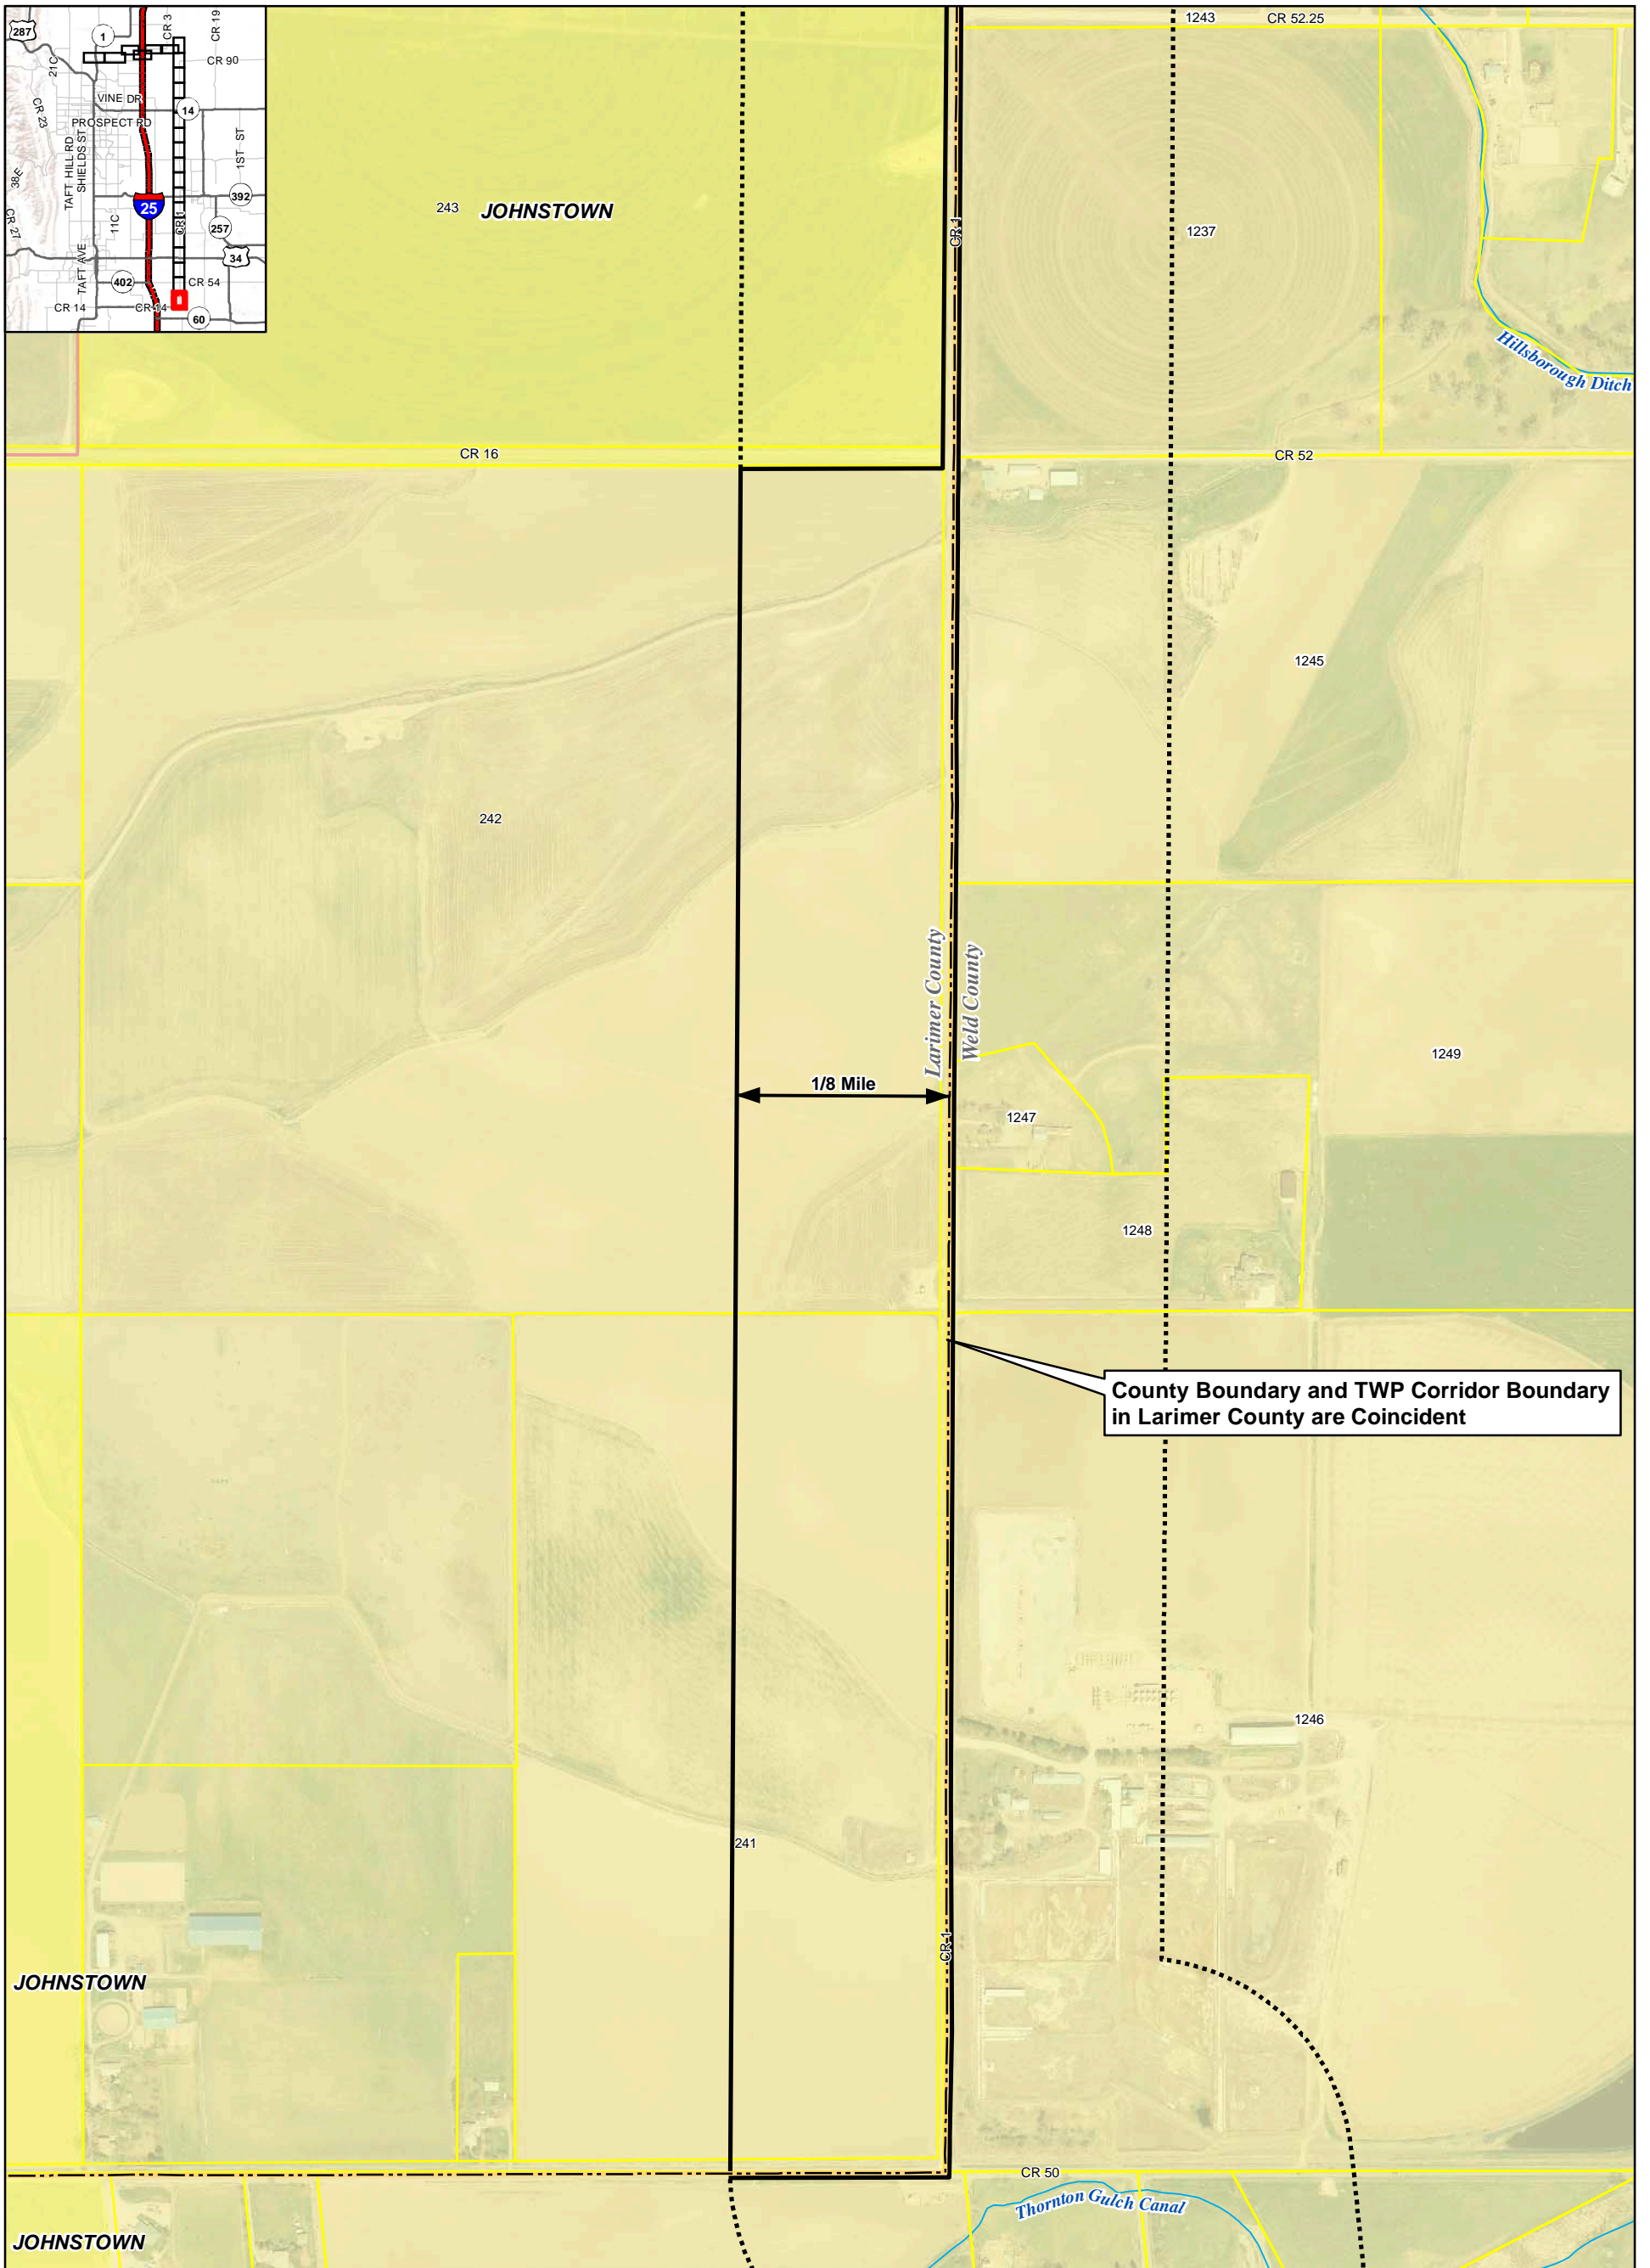 287
1
CR 3
CR 19
21C
CR 90
CR 23
VINE DR
14
PROSPECT RD
TAFT HILL RD
SHIELDS ST
1ST ST
38E
392
25
CR 27
11C
CR 1
257
34
TAFT AVE
402
CR 54
CR 14
CR 14
60
1243
CR 52.25
243
JOHNSTOWN
CR 1
1237
Hillsborough Ditch
CR 16
CR 52
1245
242
Larimer County
Weld County
1249
1/8 Mile
1247
1248
County Boundary and TWP Corridor Boundary
in Larimer County are Coincident
1246
241
CR 1
JOHNSTOWN
CR 50
Thornton Gulch Canal
JOHNSTOWN